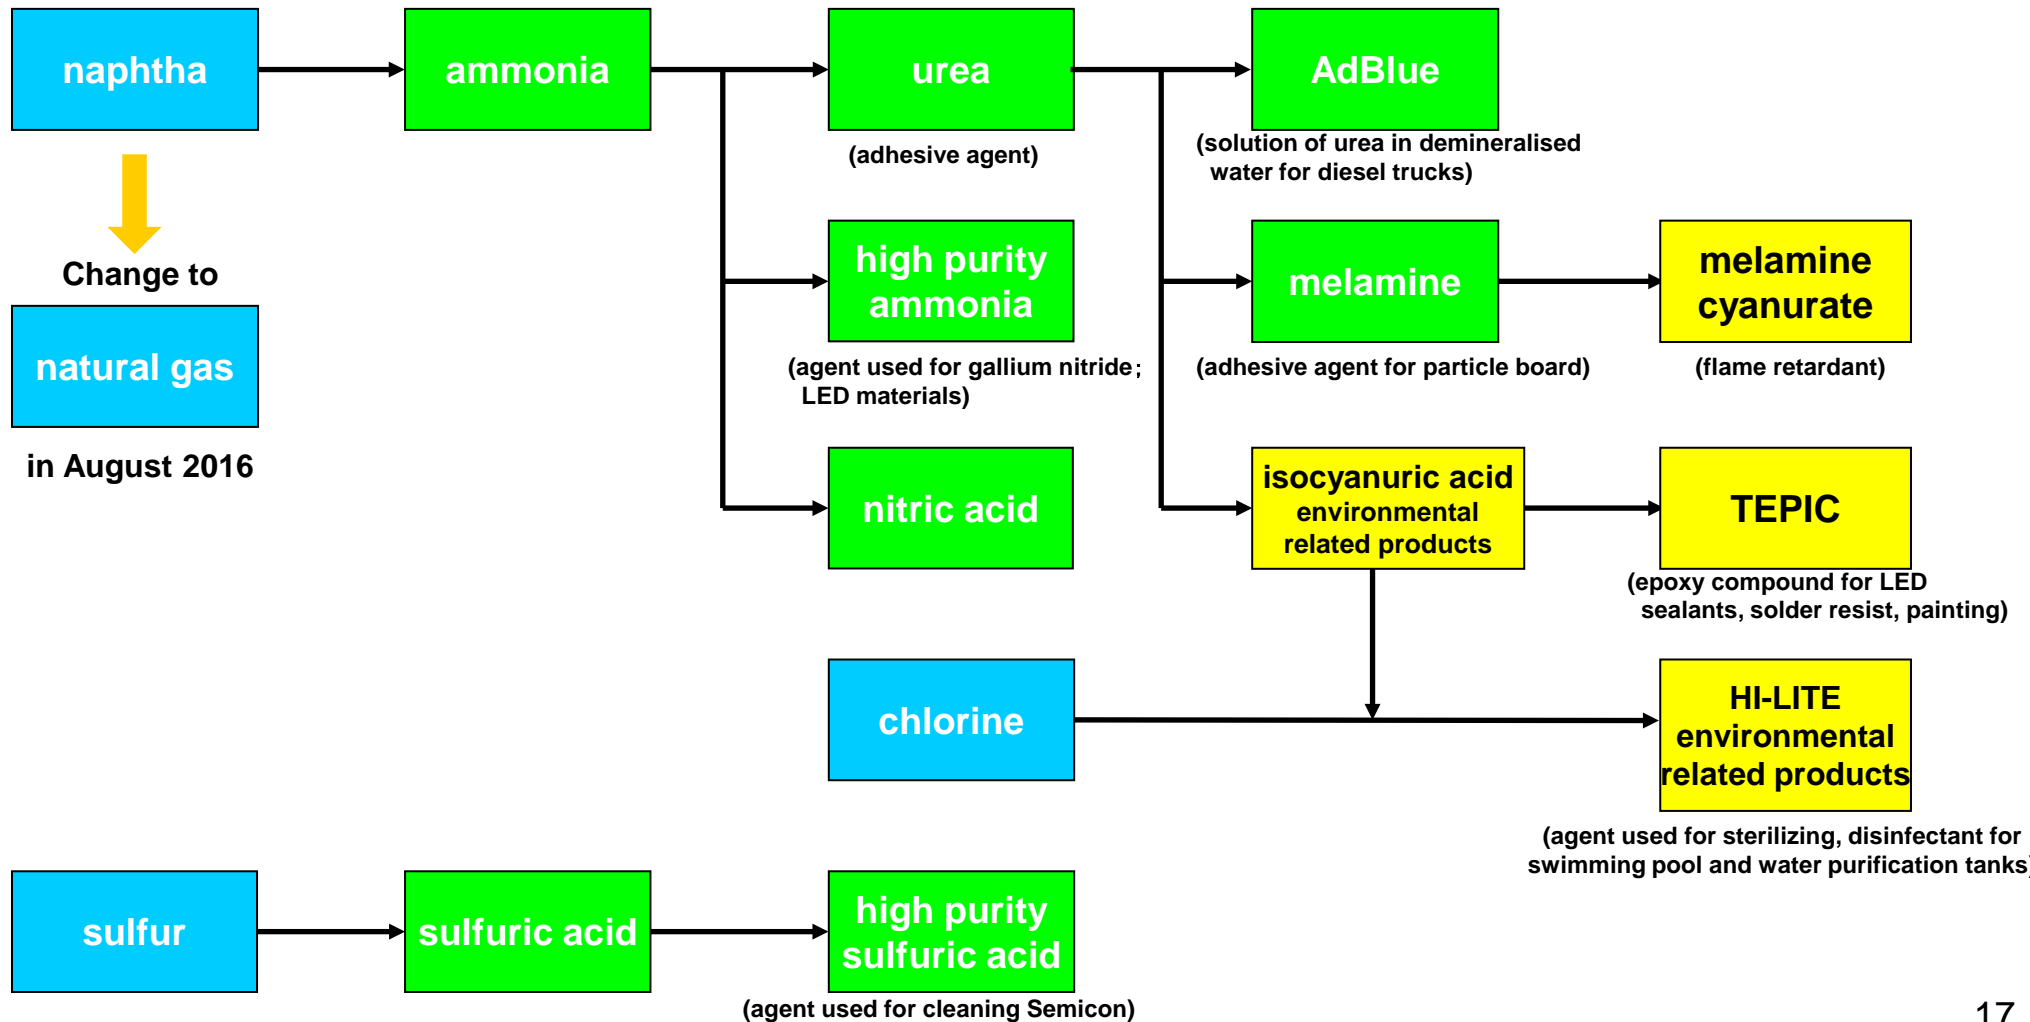 naphtha
ammonia
urea
AdBlue
(adhesive agent)
(solution of urea in demineralised
water for diesel trucks)
Change to
natural gas
in August 2016
high purity
ammonia
(agent used for gallium nitride;
LED materials)
melamine
(adhesive agent for particle board)
melamine
cyanurate
(flame retardant)
nitric acid
isocyanuric acid
environmental
related products
TEPIC
(epoxy compound for LED
sealants, solder resist, painting)
chlorine
HI-LITE
environmental
related products
(agent used for sterilizing, disinfectant for
swimming pool and water purification tanks)
sulfur
sulfuric acid
high purity
sulfuric acid
(agent used for cleaning Semicon)
17